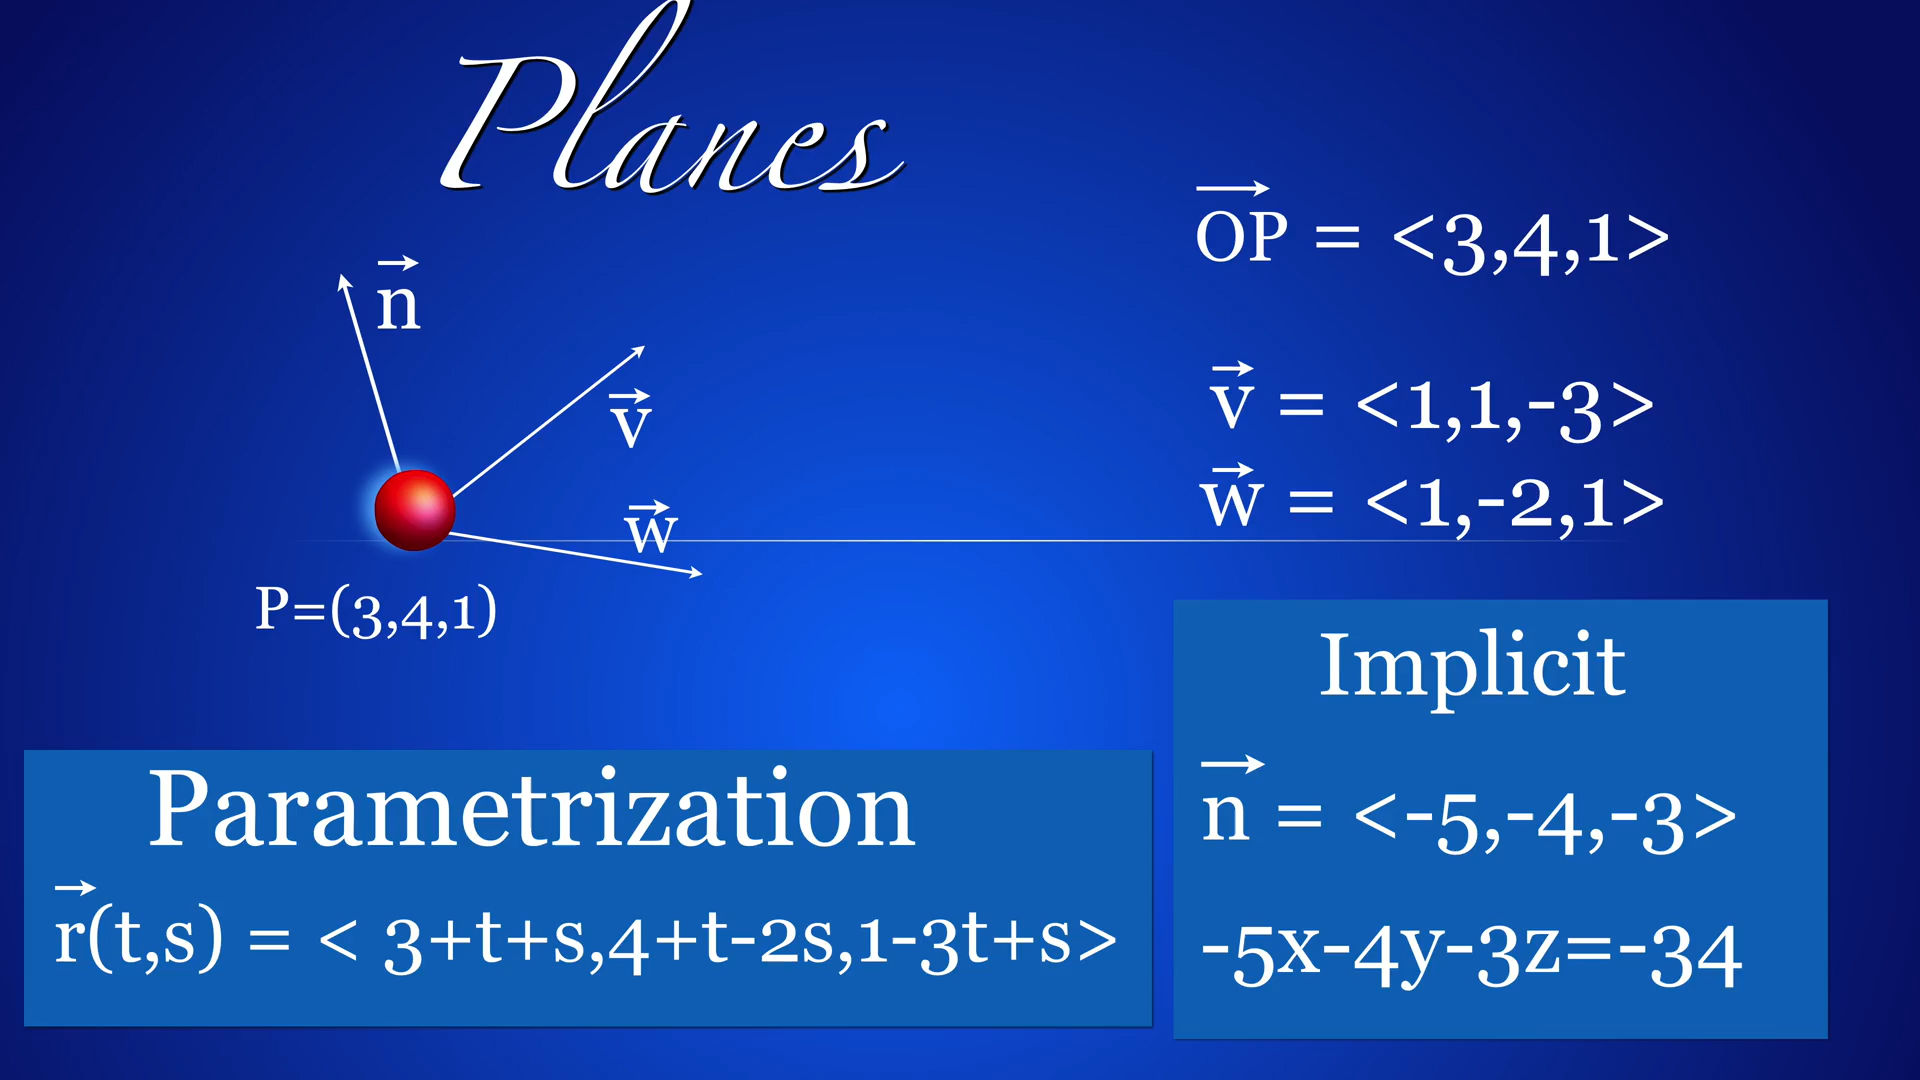 Planes
n
v
w
P=(3,4,1)
OP = <3,4,1>
v = <1,1,-3>
w = <1,-2,1>
Parametrization
r(t,s) = < 3+t+s,4+t-2s,1-3t+s>
Implicit
n = <-5,-4,-3>
-5x-4y-3z=-34